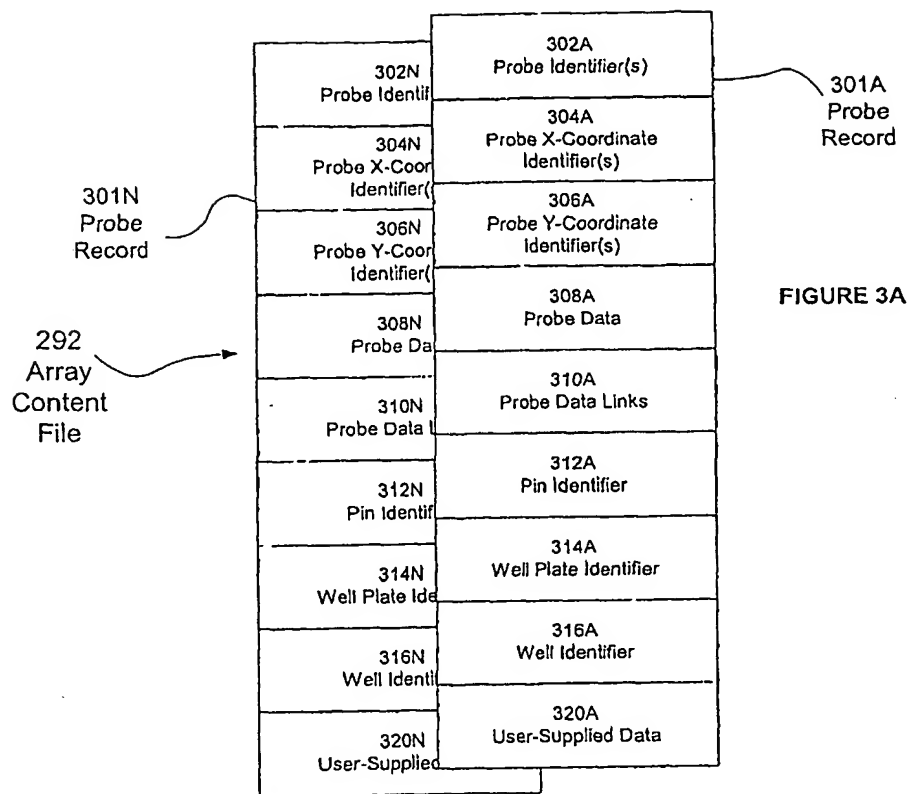 302A
Probe Identifier(s)
304A
Probe X-Coordinate
Identifier(s)
306A
Probe Y-Coordinate
Identifier(s)
308A
Probe Data
310A
Probe Data Links
312A
Pin Identifier
314A
Well Plate Identifier
316A
Well Identifier
320A
User-Supplied Data
301A
Probe
Record
302N
Probe Identif
304N
Probe X-Coor
Identifier(
306N
Probe Y-Coor
Identifier(
308N
Probe Da
310N
Probe Data L
312N
Pin Identif
314N
Well Plate Ide
316N
Well Identi
320N
User-Supplied
301N
Probe
Record
292
Array
Content
File
FIGURE 3A